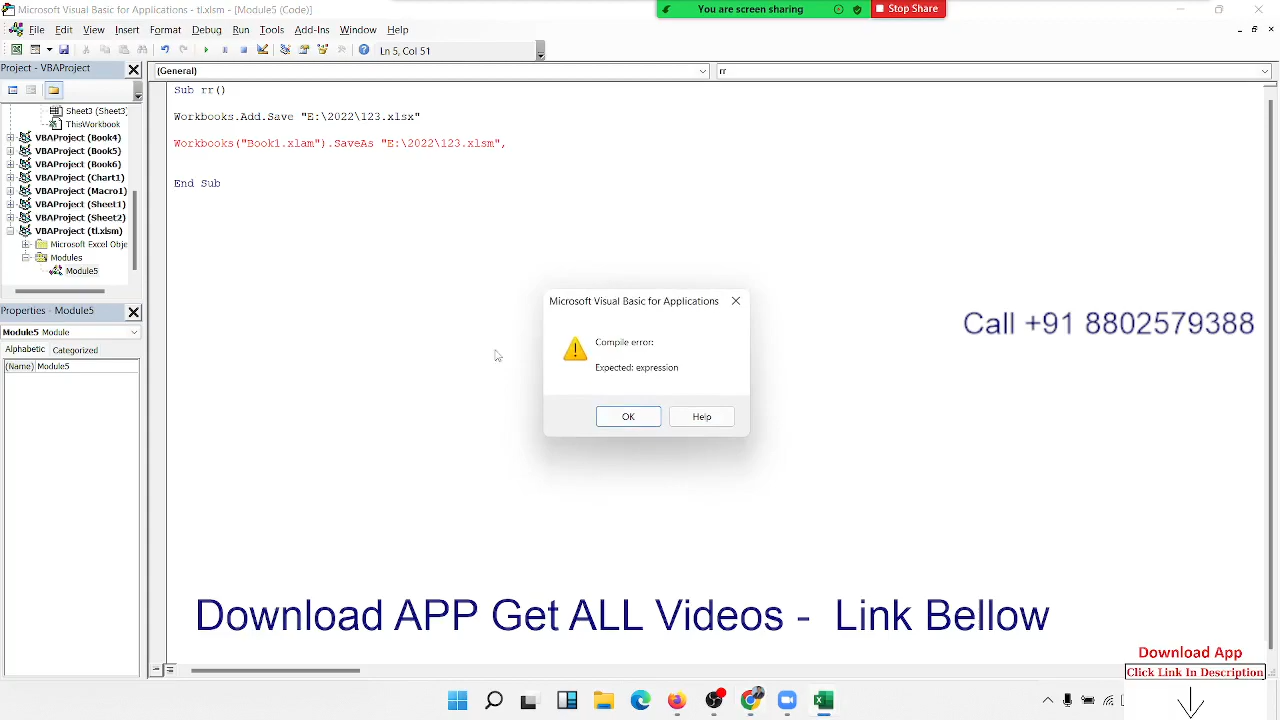 Microsoft Visual Basic for Applications - tl.xlsm - [Module5 (Code)]
You are screen sharing
Stop Share
File Edit View Insert Format Debug Run Tools Add-Ins Window Help
Ln 5, Col 51
Project - VBAProject
(General)
rr
Sheet3 (Sheet3
ThisWorkbook
VBAProject (Book4)
VBAProject (Book5)
VBAProject (Book6)
VBAProject (Chart1)
VBAProject (Macro1)
VBAProject (Sheet1)
VBAProject (Sheet2)
VBAProject (tl.xlsm)
Microsoft Excel Obje
Modules
Module5
Sub rr()
Workbooks.Add.Save "E:\2022\123.xlsx"
Workbooks("Book1.xlam").SaveAs "E:\2022\123.xlsm",
End Sub
Properties - Module5
Module5 Module
Alphabetic Categorized
(Name) Module5
Microsoft Visual Basic for Applications
Compile error:
Expected: expression
OK
Help
Call +91 8802579388
Download APP Get ALL Videos - Link Bellow
Download App
Click Link In Description